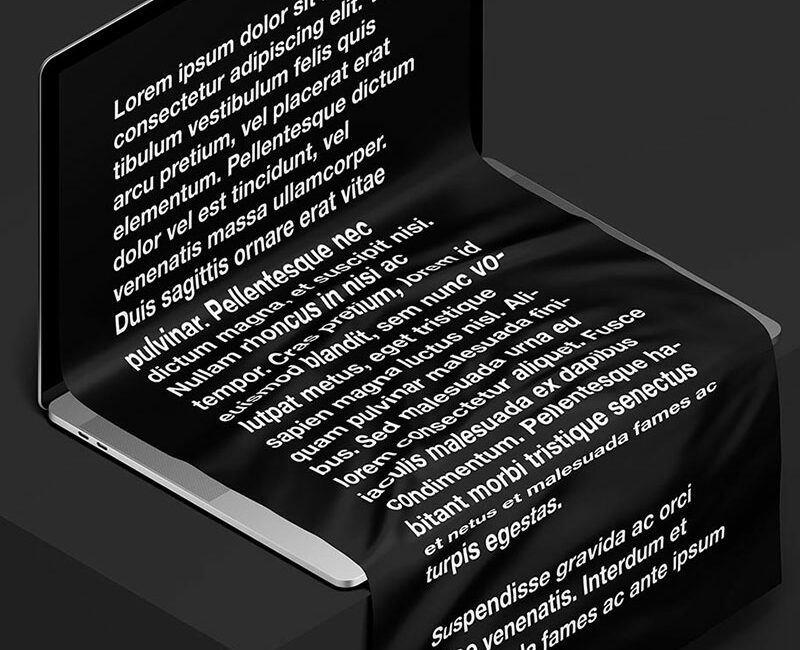 Lorem ipsum dolor sit
consectetur adipiscing elit.
tibulum vestibulum felis quis
arcu pretium, vel placerat erat
elementum. Pellentesque dictum
dolor vel est tincidunt, vel
venenatis massa ullamcorper.
Duis sagittis ornare erat vitae
pulvinar. Pellentesque nec
dictum magna, et suscipit nisi.
Nullam rhoncus in nisi ac
tempor. Cras pretium, lorem id
euismod blandit, sem nunc vo-
lutpat metus, eget tristique
sapien magna luctus nisl. Ali-
quam pulvinar malesuada fini-
bus. Sed malesuada urna eu
lorem consectetur aliquet. Fusce
iaculis malesuada ex dapibus
condimentum. Pellentesque ha-
bitant morbi tristique senectus
et netus et malesuada fames ac
turpis egestas.
Suspendisse gravida ac orci
venenatis. Interdum et
fames ac ante ipsum